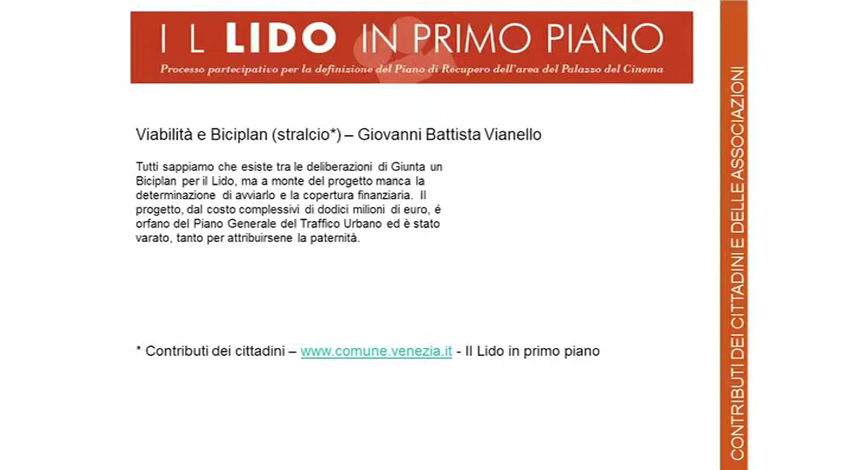 IL LIDO IN PRIMO PIANO
Processo partecipativo per la definizione del Piano di Recupero dell'area del Palazzo del Cinema
Viabilità e Biciplan (stralcio*) – Giovanni Battista Vianello
Tutti sappiamo che esiste tra le deliberazioni di Giunta un
Biciplan per il Lido, ma a monte del progetto manca la
determinazione di avviarlo e la copertura finanziaria. Il
progetto, dal costo complessivi di dodici milioni di euro, é
orfano del Piano Generale del Traffico Urbano ed è stato
varato, tanto per attribuirsene la paternità.
* Contributi dei cittadini – www.comune.venezia.it - Il Lido in primo piano
CONTRIBUTI DEI CITTADINI E DELLE ASSOCIAZIONI